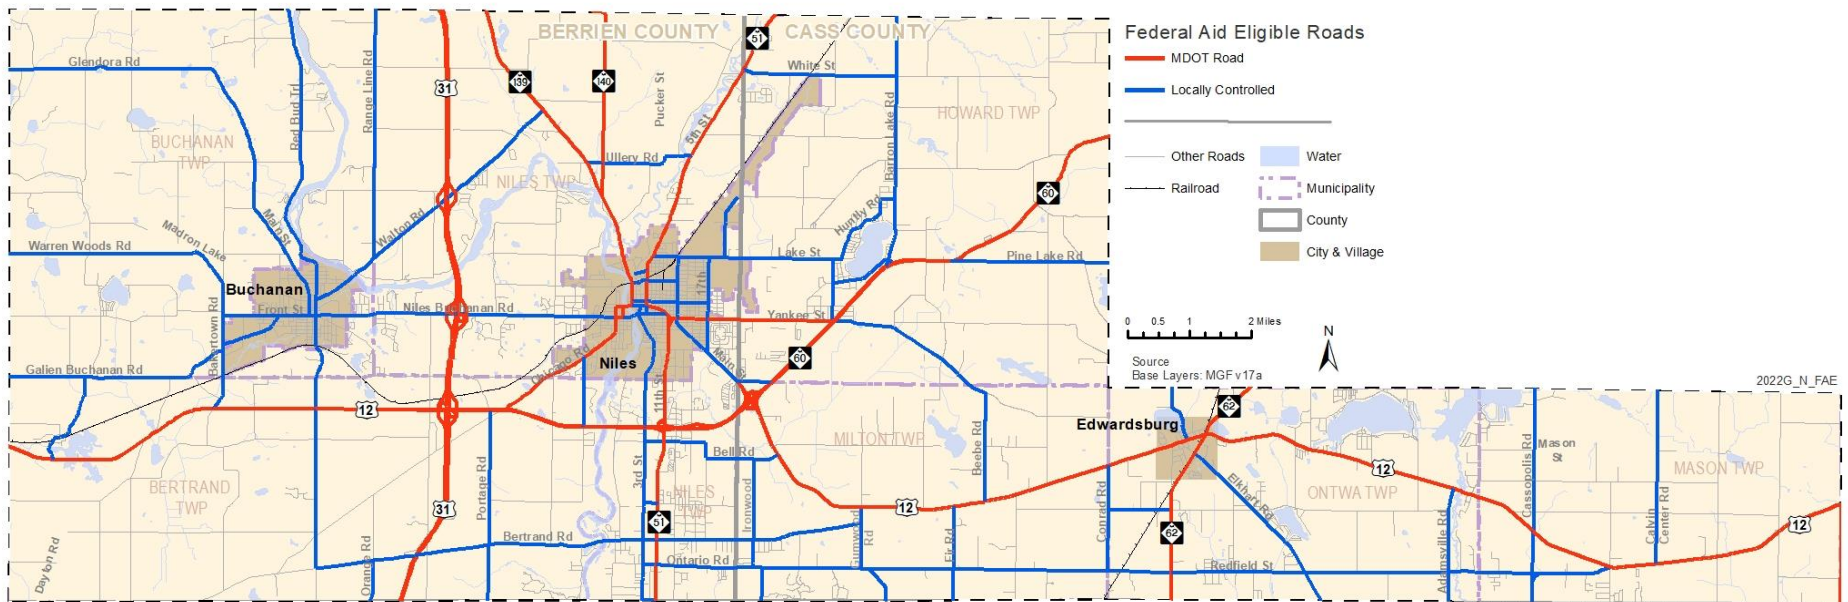 BERRIEN COUNTY
CASS COUNTY
Federal Aid Eligible Roads
MDOT Road
Locally Controlled
Other Roads
Water
Railroad
Municipality
County
City & Village
0 0.5 1 2 Miles
N
Source
Base Layers: MGF v17a
2022G_N_FAE
Glendora Rd
Red Bud Trl
Range Line Rd
31
139
140
Pucker St
51
5th St
White St
Barron Lake Rd
HOWARD TWP
BUCHANAN
TWP
Ullery Rd
NILES TWP
60
Main St
Walton Rd
Huntly Rd
Madron Lake
Warren Woods Rd
Lake St
Pine Lake Rd
Buchanan
17th
Front St
Niles Buchanan Rd
Yankee St
Bakertown Rd
Niles
Chicago Rd
Main St
60
Galien Buchanan Rd
11th St
12
62
Edwardsburg
MILTON TWP
Beebe Rd
Bell Rd
3rd St
Portage Rd
BERTRAND
TWP
NILES
TWP
Ironwood
31
51
12
Conrad Rd
Elkhart Rd
ONTWA TWP
12
Cassopolis Rd
Mason
St
MASON TWP
Calvin
Center Rd
12
62
Adamsville Rd
Bertrand Rd
Gumwood
Rd
Fir Rd
Ontario Rd
Redfield St
Orange Rd
Dayton Rd